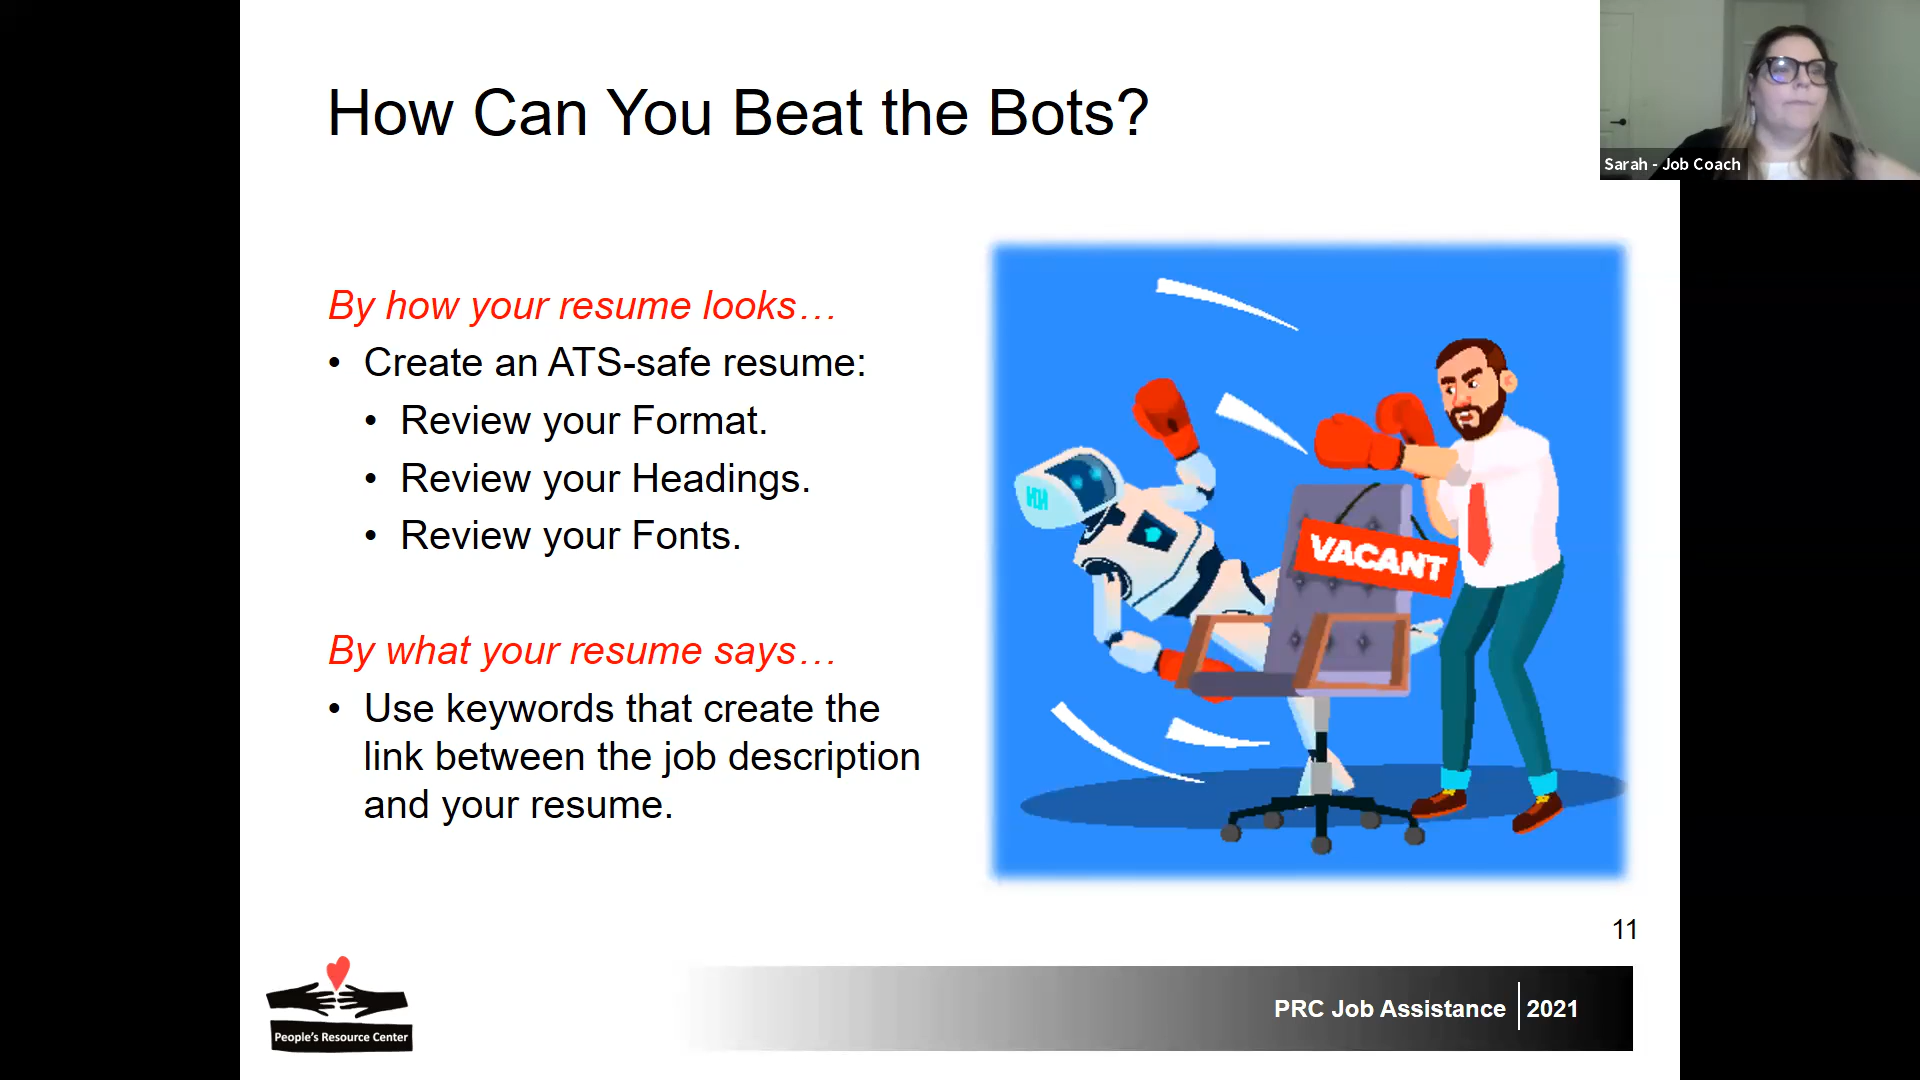 How Can You Beat the Bots?
Sarah - Job Coach
By how your resume looks…
• Create an ATS-safe resume:
• Review your Format.
• Review your Headings.
• Review your Fonts.
By what your resume says…
• Use keywords that create the
link between the job description
and your resume.
HH
VACANT
11
People's Resource Center
PRC Job Assistance | 2021